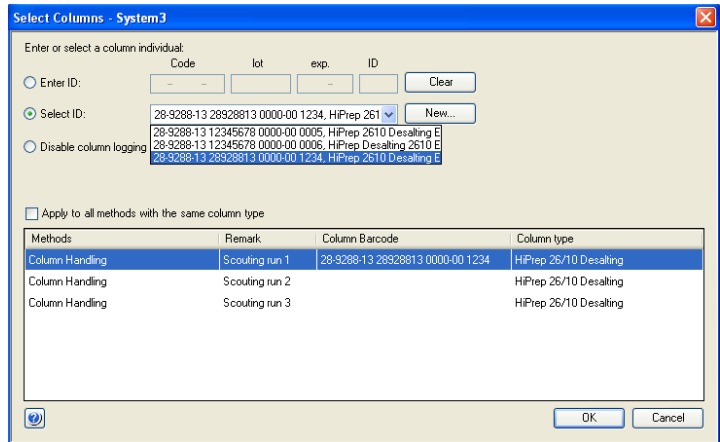 Select Columns - System3
Enter or select a column individual:
Code lot exp. ID
Enter ID: - - - Clear
Select ID: 28-9288-13 28928813 0000-00 1234, HiPrep 261 New...
28-9288-13 12345678 0000-00 0005, HiPrep 2610 Desalting E
Disable column logging 28-9288-13 12345678 0000-00 0006, HiPrep Desalting 2610 E
28-9288-13 28928813 0000-00 1234, HiPrep 2610 Desalting E
Apply to all methods with the same column type
Methods Remark Column Barcode Column type
Column Handling Scouting run 1 28-9288-13 28928813 0000-00 1234 HiPrep 26/10 Desalting
Column Handling Scouting run 2 HiPrep 26/10 Desalting
Column Handling Scouting run 3 HiPrep 26/10 Desalting
? OK Cancel